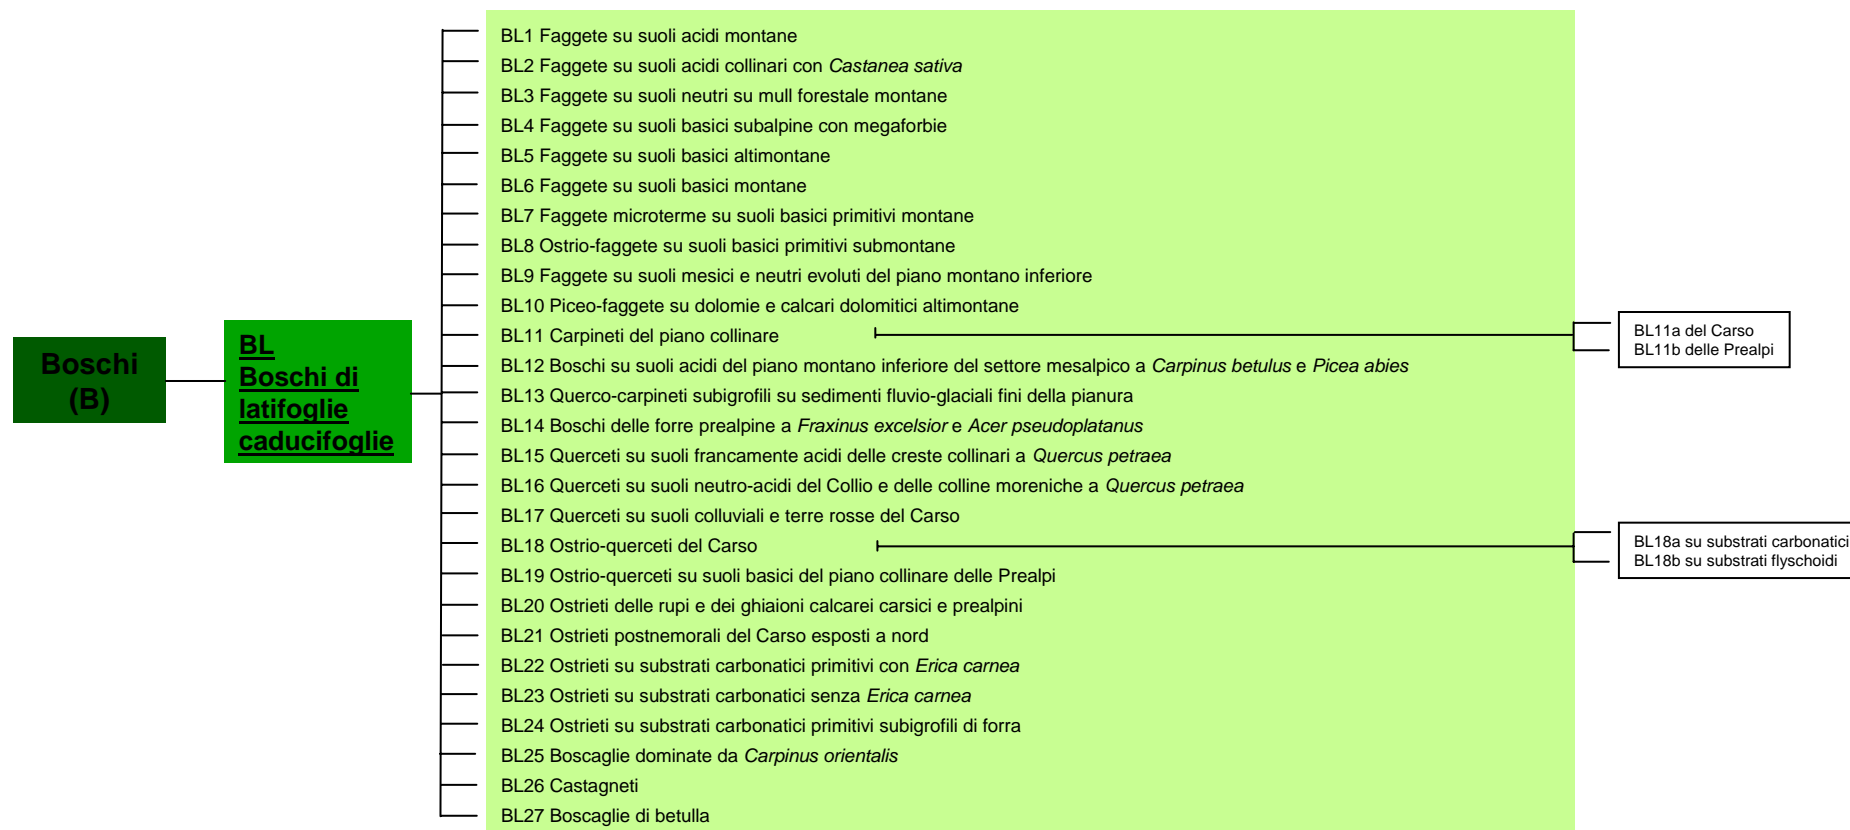 Boschi
(B)
BL
Boschi di
latifoglie
caducifoglie
BL1 Faggete su suoli acidi montane
BL2 Faggete su suoli acidi collinari con Castanea sativa
BL3 Faggete su suoli neutri su mull forestale montane
BL4 Faggete su suoli basici subalpine con megaforbie
BL5 Faggete su suoli basici altimontane
BL6 Faggete su suoli basici montane
BL7 Faggete microterme su suoli basici primitivi montane
BL8 Ostrio-faggete su suoli basici primitivi submontane
BL9 Faggete su suoli mesici e neutri evoluti del piano montano inferiore
BL10 Piceo-faggete su dolomie e calcari dolomitici altimontane
BL11 Carpineti del piano collinare
BL11a del Carso
BL11b delle Prealpi
BL12 Boschi su suoli acidi del piano montano inferiore del settore mesalpico a Carpinus betulus e Picea abies
BL13 Querco-carpineti subigrofili su sedimenti fluvio-glaciali fini della pianura
BL14 Boschi delle forre prealpine a Fraxinus excelsior e Acer pseudoplatanus
BL15 Querceti su suoli francamente acidi delle creste collinari a Quercus petraea
BL16 Querceti su suoli neutro-acidi del Collio e delle colline moreniche a Quercus petraea
BL17 Querceti su suoli colluviali e terre rosse del Carso
BL18 Ostrio-querceti del Carso
BL18a su substrati carbonatici
BL18b su substrati flyschoidi
BL19 Ostrio-querceti su suoli basici del piano collinare delle Prealpi
BL20 Ostrieti delle rupi e dei ghiaioni calcarei carsici e prealpini
BL21 Ostrieti postnemorali del Carso esposti a nord
BL22 Ostrieti su substrati carbonatici primitivi con Erica carnea
BL23 Ostrieti su substrati carbonatici senza Erica carnea
BL24 Ostrieti su substrati carbonatici primitivi subigrofili di forra
BL25 Boscaglie dominate da Carpinus orientalis
BL26 Castagneti
BL27 Boscaglie di betulla